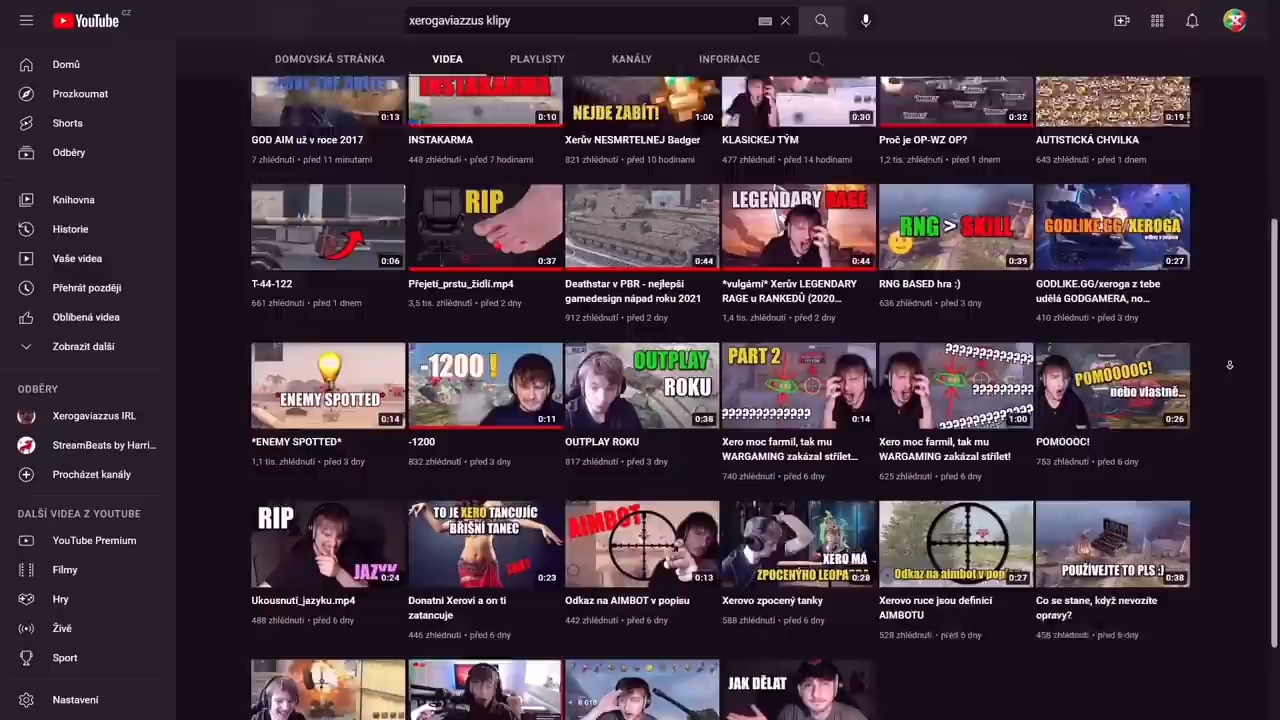 YouTube CZ
xerogaviazzus klipy
Domů
Prozkoumat
Shorts
Odběry
Knihovna
Historie
Vaše videa
Přehrát později
Oblíbená videa
Zobrazit další
ODBĚRY
Xerogaviazzus IRL
StreamBeats by Harri...
Procházet kanály
DALŠÍ VIDEA Z YOUTUBE
YouTube Premium
Filmy
Hry
Živě
Sport
Nastavení
DOMOVSKÁ STRÁNKA VIDEA PLAYLISTY KANÁLY INFORMACE
INSTAKARMA
NEJDE ZABÍT!
0:13 0:10 1:00 0:30 0:32 0:19
GOD AIM už v roce 2017
7 zhlédnutí • před 11 minutami
INSTAKARMA
448 zhlédnutí • před 7 hodinami
Xerův NESMRTELNEJ Badger
821 zhlédnutí • před 10 hodinami
KLASICKEJ TÝM
477 zhlédnutí • před 14 hodinami
Proč je OP-WZ OP?
1,2 tis. zhlédnutí • před 1 dnem
AUTISTICKÁ CHVILKA
643 zhlédnutí • před 1 dnem
RIP
LEGENDARY RAGE
RNG > SKILL
GODLIKE.GG/XEROGA
0:06 0:37 0:44 0:44 0:39 0:27
T-44-122
661 zhlédnutí • před 1 dnem
Přejetí_prstu_židlí.mp4
3,5 tis. zhlédnutí • před 2 dny
Deathstar v PBR - nejlepší
gamedesign nápad roku 2021
912 zhlédnutí • před 2 dny
*vulgární* Xerův LEGENDARY
RAGE u RANKEDŮ (2020...
1,4 tis. zhlédnutí • před 2 dny
RNG BASED hra :)
636 zhlédnutí • před 3 dny
GODLIKE.GG/xeroga z tebe
udělá GODGAMERA, no...
410 zhlédnutí • před 3 dny
ENEMY SPOTTED
-1200 !
OUTPLAY
ROKU
PART 2
?????????????
?????????????
????????
?????????????
POMOOOOC!
nebo vlastně...
0:14 0:11 0:38 0:14 1:00 0:26
*ENEMY SPOTTED*
1,1 tis. zhlédnutí • před 3 dny
-1200
832 zhlédnutí • před 3 dny
OUTPLAY ROKU
817 zhlédnutí • před 3 dny
Xero moc farmil, tak mu
WARGAMING zakázal střílet...
740 zhlédnutí • před 6 dny
Xero moc farmil, tak mu
WARGAMING zakázal střílet!
625 zhlédnutí • před 6 dny
POMOOOC!
753 zhlédnutí • před 6 dny
RIP
JAZYK
TO JE XERO TANCUJÍC
BŘIŠNÍ TANEC
AIMBOT
XERO MÁ
ZPOCENÝHO LEOPA
Odkaz na aimbot v pop
POUŽÍVEJTE TO PLS :)
0:24 0:23 0:13 0:28 0:27 0:38
Ukousnutí_jazyku.mp4
488 zhlédnutí • před 6 dny
Donatni Xerovi a on ti
zatancuje
446 zhlédnutí • před 6 dny
Odkaz na AIMBOT v popisu
442 zhlédnutí • před 6 dny
Xerovo zpocený tanky
588 zhlédnutí • před 6 dny
Xerovo ruce jsou definicí
AIMBOTU
528 zhlédnutí • před 6 dny
Co se stane, když nevozíte
opravy?
458 zhlédnutí • před 6 dny
JAK DĚLAT